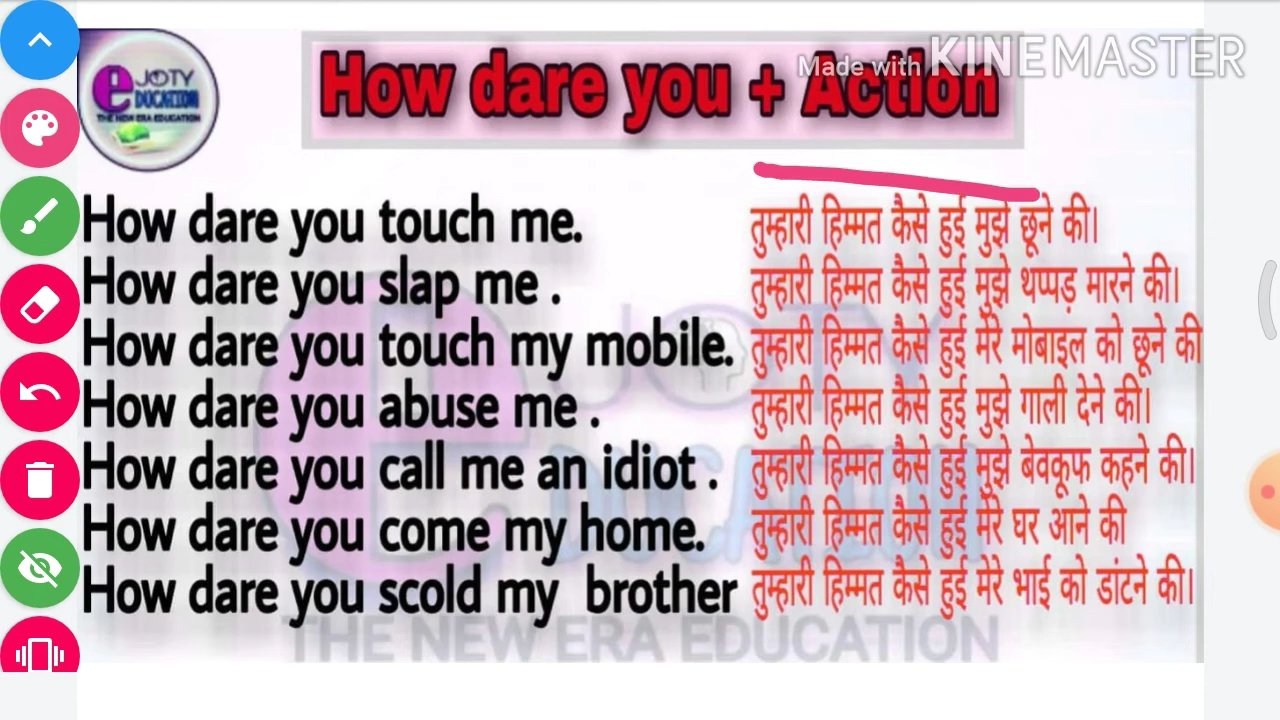 Made with KINEMASTER
e JOTY
EDUCATION
THE NEW ERA EDUCATION
How dare you + Action
How dare you touch me. तुम्हारी हिम्मत कैसे हुई मुझे छूने की।
How dare you slap me . तुम्हारी हिम्मत कैसे हुई मुझे थप्पड़ मारने की।
How dare you touch my mobile. तुम्हारी हिम्मत कैसे हुई मेरे मोबाइल को छूने की
How dare you abuse me . तुम्हारी हिम्मत कैसे हुई मुझे गाली देने की।
How dare you call me an idiot . तुम्हारी हिम्मत कैसे हुई मुझे बेवकूफ कहने की।
How dare you come my home. तुम्हारी हिम्मत कैसे हुई मेरे घर आने की
How dare you scold my brother तुम्हारी हिम्मत कैसे हुई मेरे भाई को डांटने की।
e JOTY
EDUCATION
THE NEW ERA EDUCATION